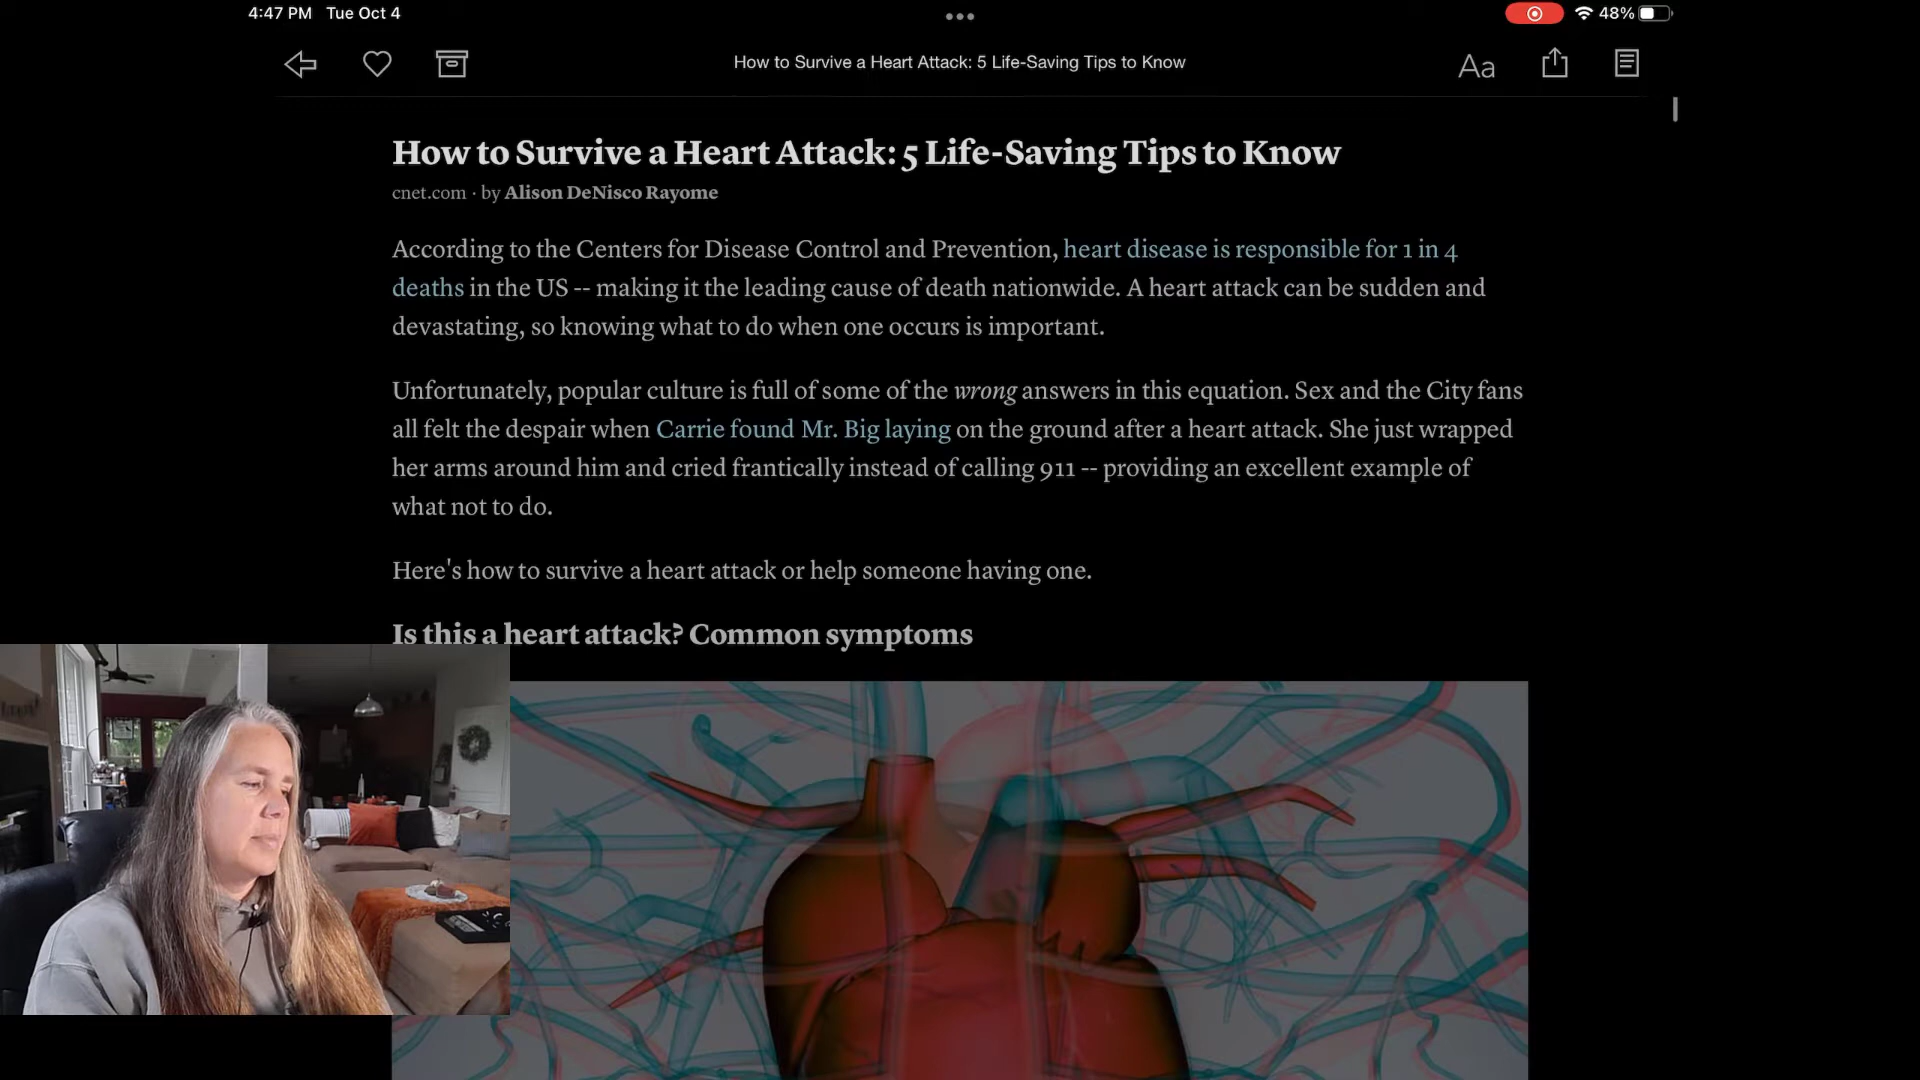 4:47 PM Tue Oct 4
48%
How to Survive a Heart Attack: 5 Life-Saving Tips to Know
Aa
How to Survive a Heart Attack: 5 Life-Saving Tips to Know
cnet.com · by Alison DeNisco Rayome
According to the Centers for Disease Control and Prevention, heart disease is responsible for 1 in 4
deaths in the US -- making it the leading cause of death nationwide. A heart attack can be sudden and
devastating, so knowing what to do when one occurs is important.
Unfortunately, popular culture is full of some of the wrong answers in this equation. Sex and the City fans
all felt the despair when Carrie found Mr. Big laying on the ground after a heart attack. She just wrapped
her arms around him and cried frantically instead of calling 911 -- providing an excellent example of
what not to do.
Here's how to survive a heart attack or help someone having one.
Is this a heart attack? Common symptoms